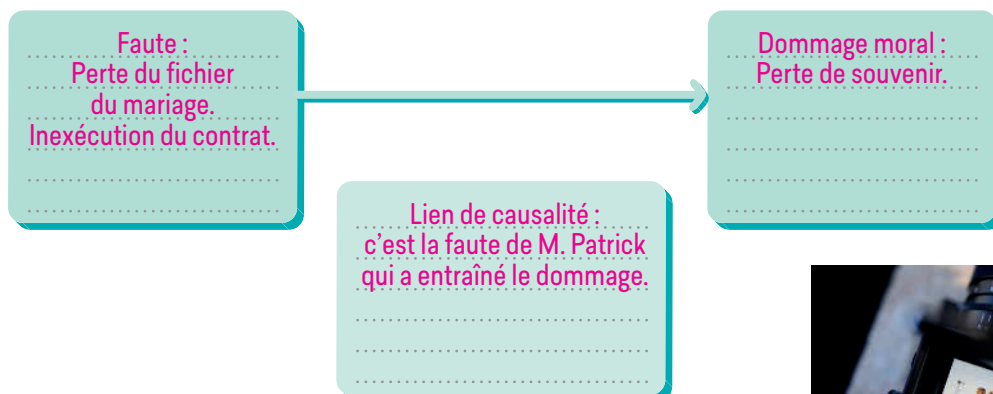 Faute :
Perte du fichier
du mariage.
Inexécution du contrat.
Dommage moral :
Perte de souvenir.
Lien de causalité :
c'est la faute de M. Patrick
qui a entraîné le dommage.